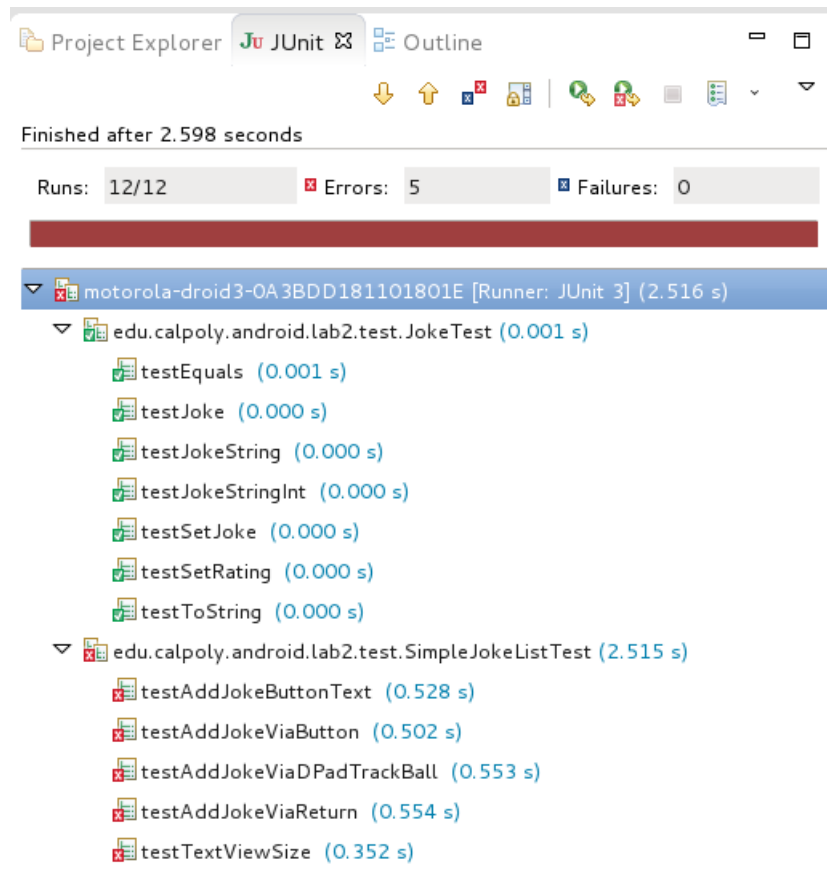 Project Explorer JU JUnit Outline
Finished after 2.598 seconds
Runs: 12/12 Errors: 5 Failures: 0
motorola-droid3-0A3BDD181101801E [Runner: JUnit 3] (2.516 s)
edu.calpoly.android.lab2.test.JokeTest (0.001 s)
testEquals (0.001 s)
testJoke (0.000 s)
testJokeString (0.000 s)
testJokeStringInt (0.000 s)
testSetJoke (0.000 s)
testSetRating (0.000 s)
testToString (0.000 s)
edu.calpoly.android.lab2.test.SimpleJokeListTest (2.515 s)
testAddJokeButtonText (0.528 s)
testAddJokeViaButton (0.502 s)
testAddJokeViaDPadTrackBall (0.553 s)
testAddJokeViaReturn (0.554 s)
testTextViewSize (0.352 s)